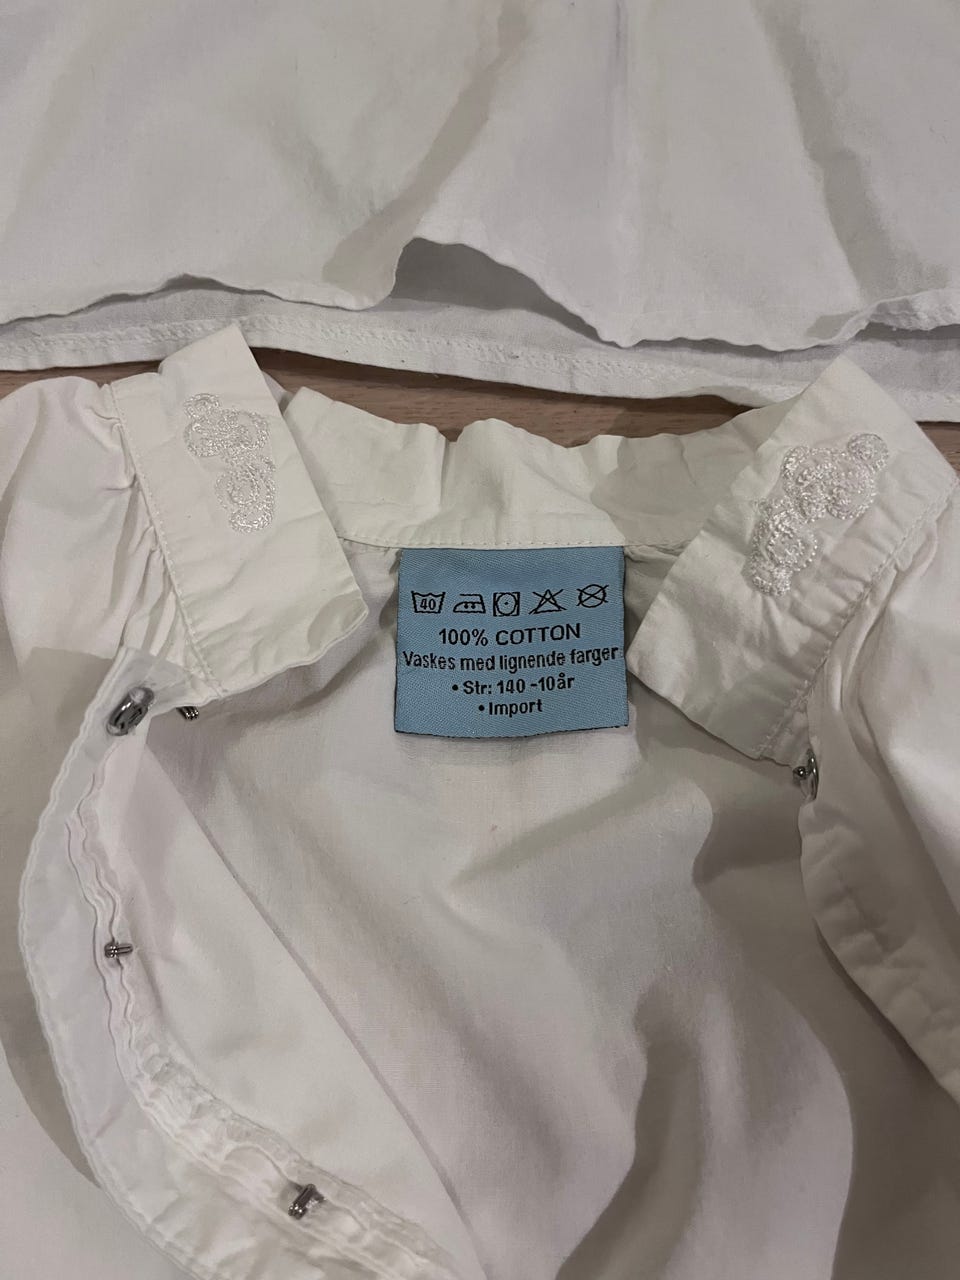 40
100% COTTON
Vaskes med lignende farger
• Str: 140 -10år
• Import